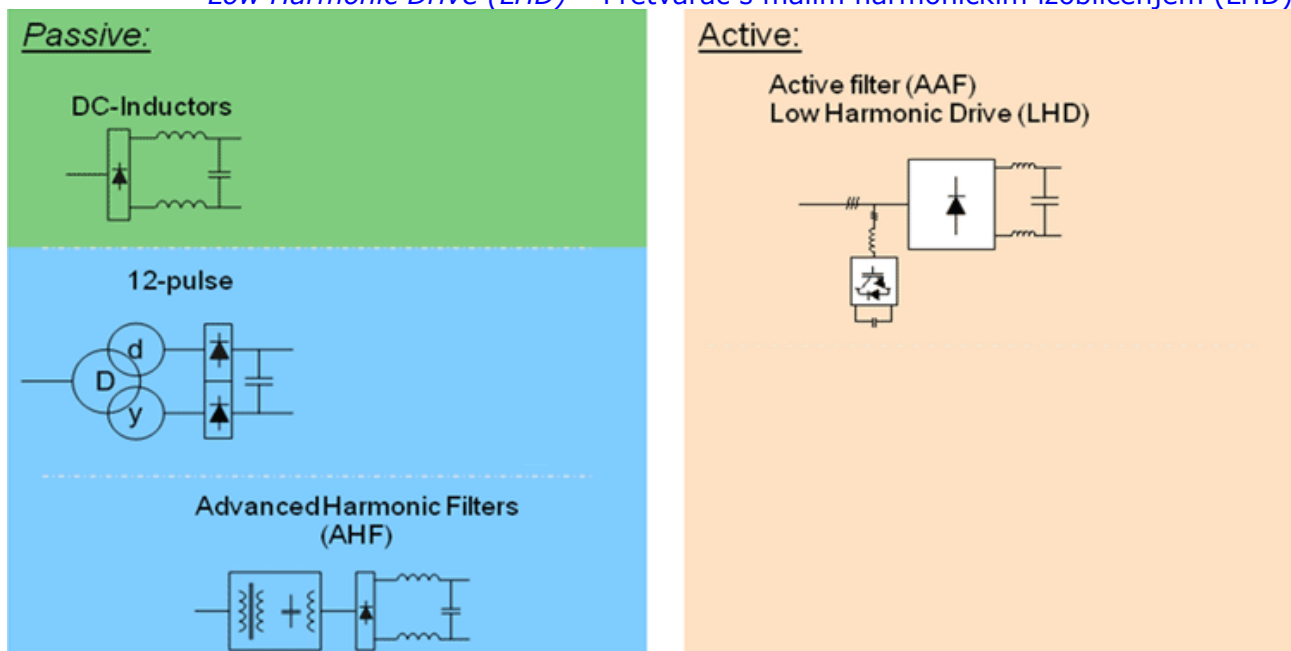 Low Harmonic Drive (LHD) – Pretvarač s malim harmoničkim izobličenjem (LHD)
Passive:
DC-Inductors
12-pulse
d
D
y
Advanced Harmonic Filters
(AHF)
Active:
Active filter (AAF)
Low Harmonic Drive (LHD)